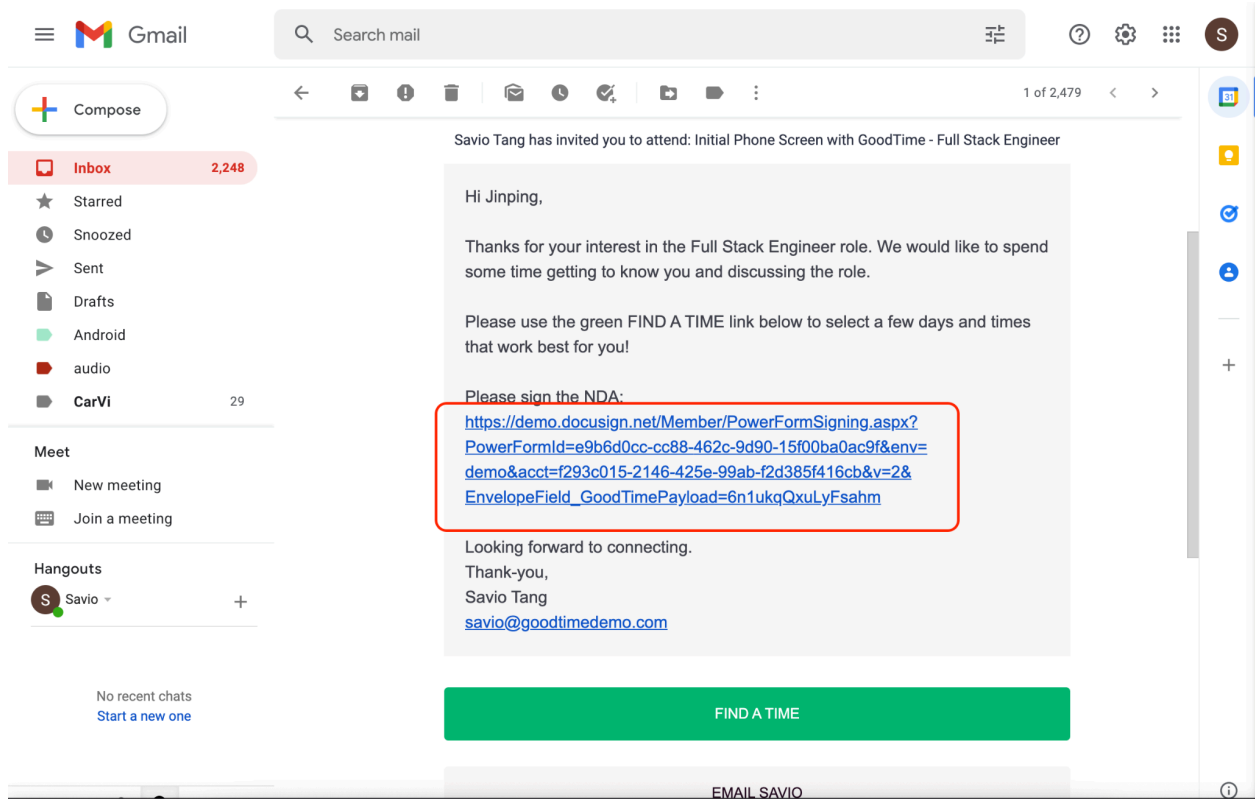 Gmail
Search mail
S
Compose
1 of 2,479
31
Savio Tang has invited you to attend: Initial Phone Screen with GoodTime - Full Stack Engineer
Inbox 2,248
Starred
Snoozed
Sent
Drafts
Android
audio
CarVi 29
Meet
New meeting
Join a meeting
Hangouts
S Savio
No recent chats
Start a new one
Hi Jinping,
Thanks for your interest in the Full Stack Engineer role. We would like to spend
some time getting to know you and discussing the role.
Please use the green FIND A TIME link below to select a few days and times
that work best for you!
Please sign the NDA:
https://demo.docusign.net/Member/PowerFormSigning.aspx?
PowerFormId=e9b6d0cc-cc88-462c-9d90-15f00ba0ac9f&env=
demo&acct=f293c015-2146-425e-99ab-f2d385f416cb&v=2&
EnvelopeField_GoodTimePayload=6n1ukqQxuLyFsahm
Looking forward to connecting.
Thank-you,
Savio Tang
savio@goodtimedemo.com
FIND A TIME
EMAIL SAVIO